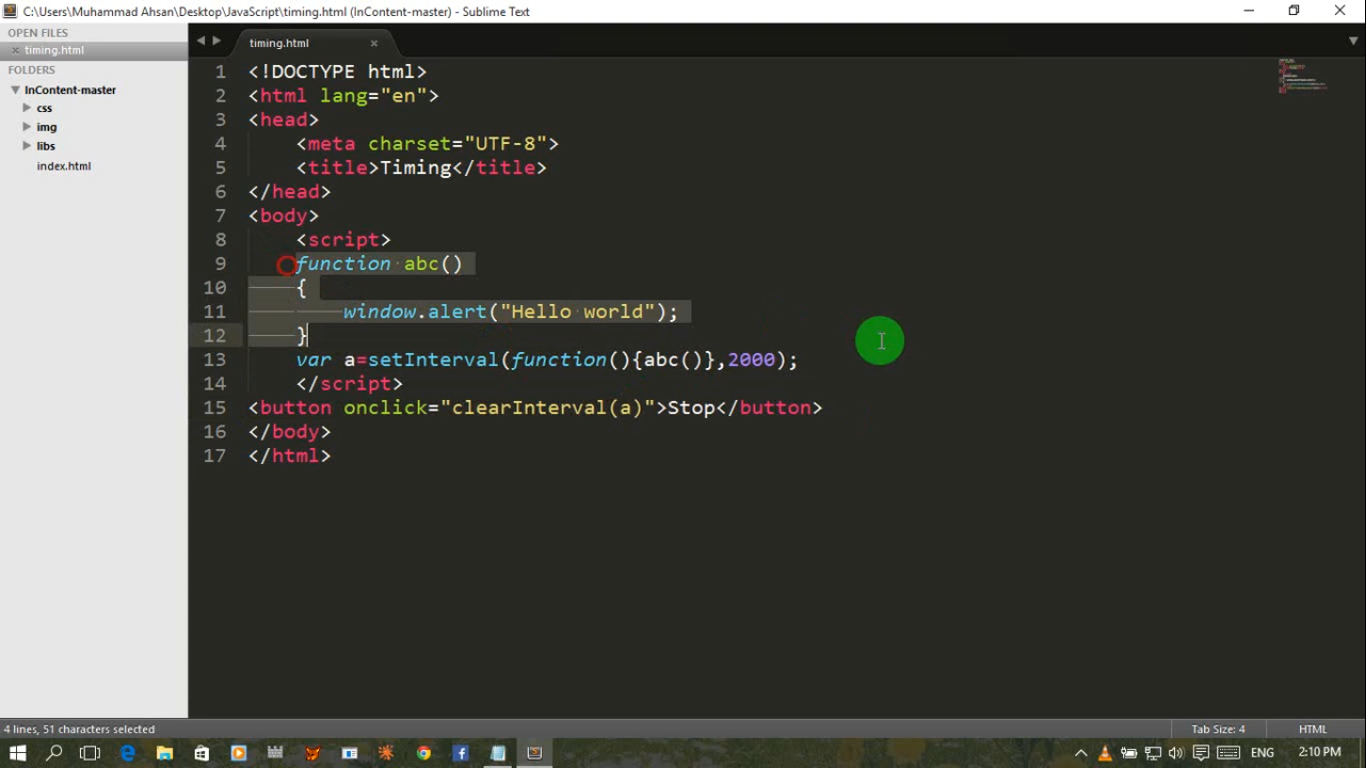 C:\Users\Muhammad Ahsan\Desktop\JavaScript\timing.html (InContent-master) - Sublime Text
OPEN FILES
timing.html
FOLDERS
InContent-master
css
img
libs
index.html
timing.html
1 <!DOCTYPE html>
2 <html lang="en">
3 <head>
4 <meta charset="UTF-8">
5 <title>Timing</title>
6 </head>
7 <body>
8 <script>
9 function abc()
10 {
11 window.alert("Hello world");
12 }
13 var a=setInterval(function(){abc()},2000);
14 </script>
15 <button onclick="clearInterval(a)">Stop</button>
16 </body>
17 </html>
4 lines, 51 characters selected
Tab Size: 4
HTML
ENG
2:10 PM